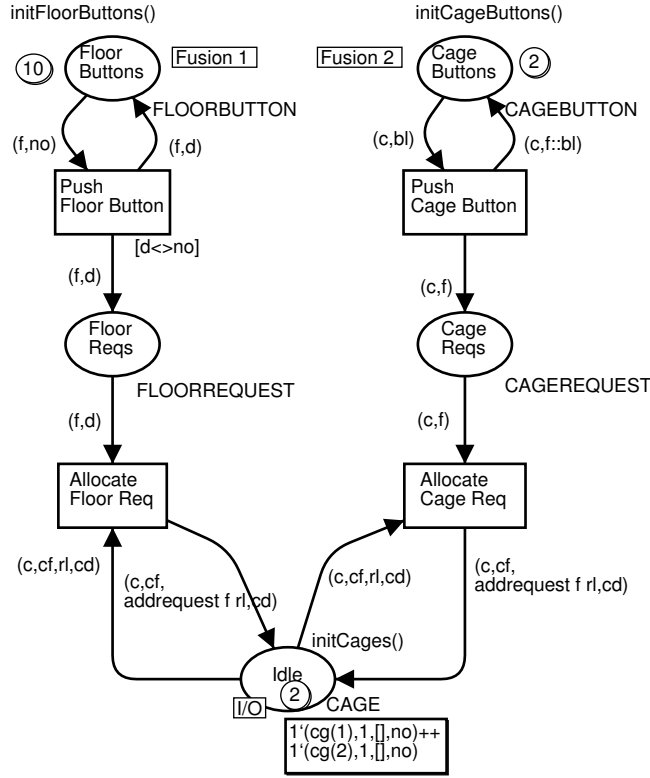 initFloorButtons()
initCageButtons()
Floor
Buttons
10
Fusion 1
Fusion 2
Cage
Buttons
2
FLOORBUTTON
CAGEBUTTON
(f,no)
(f,d)
(c,bl)
(c,f::bl)
Push
Floor Button
Push
Cage Button
[d<>no]
(f,d)
(c,f)
Floor
Reqs
Cage
Reqs
FLOORREQUEST
CAGEREQUEST
(f,d)
(c,f)
Allocate
Floor Req
Allocate
Cage Req
(c,cf,rl,cd)
(c,cf,
addrequest f rl,cd)
(c,cf,rl,cd)
(c,cf,
addrequest f rl,cd)
initCages()
Idle
2
I/O
CAGE
1‘(cg(1),1,[],no)++
1‘(cg(2),1,[],no)